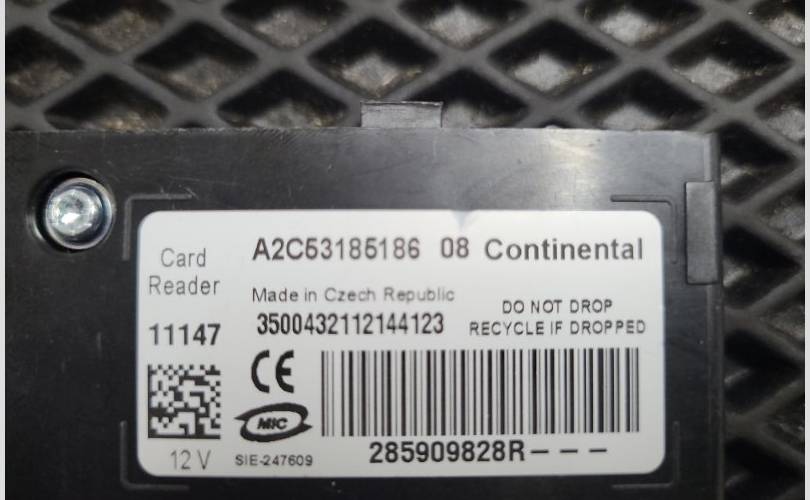 Card Reader
A2C53185186 08 Continental
Made in Czech Republic
11147
3500432112144123
DO NOT DROP
RECYCLE IF DROPPED
CE
MIC
12 V
SIE-247609
285909828R---